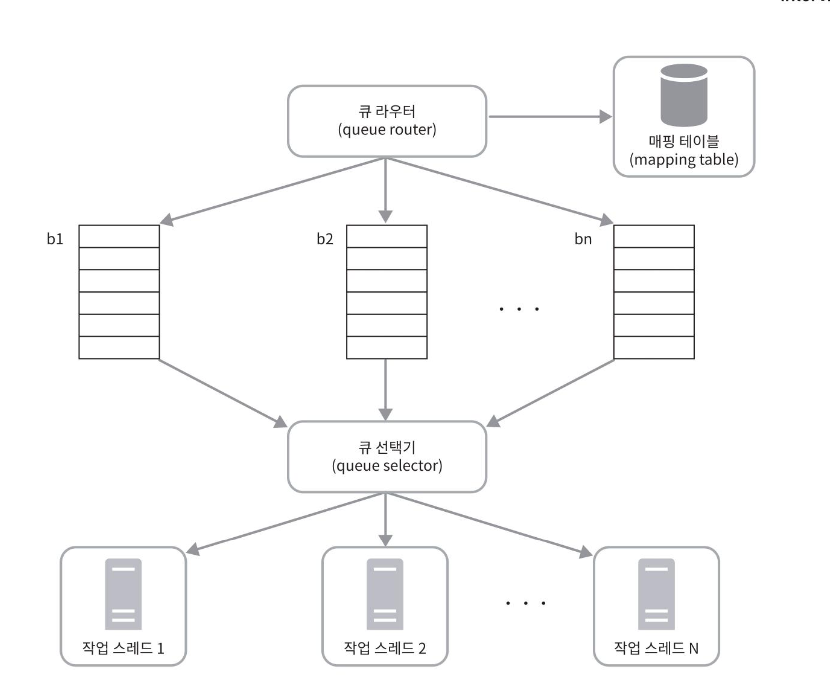 큐 라우터
(queue router)
매핑 테이블
(mapping table)
b1
b2
bn
. . .
큐 선택기
(queue selector)
작업 스레드 1
작업 스레드 2
. . .
작업 스레드 N